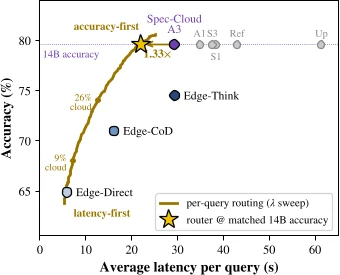 accuracy-first
Spec-Cloud
A3
A1 S3
S1
Ref
Up
14B accuracy
1.33×
26%
cloud
Edge-Think
Edge-CoD
9%
cloud
Edge-Direct
latency-first
per-query routing (λ sweep)
router @ matched 14B accuracy
80
75
70
65
0
10
20
30
40
50
60
Accuracy (%)
Average latency per query (s)